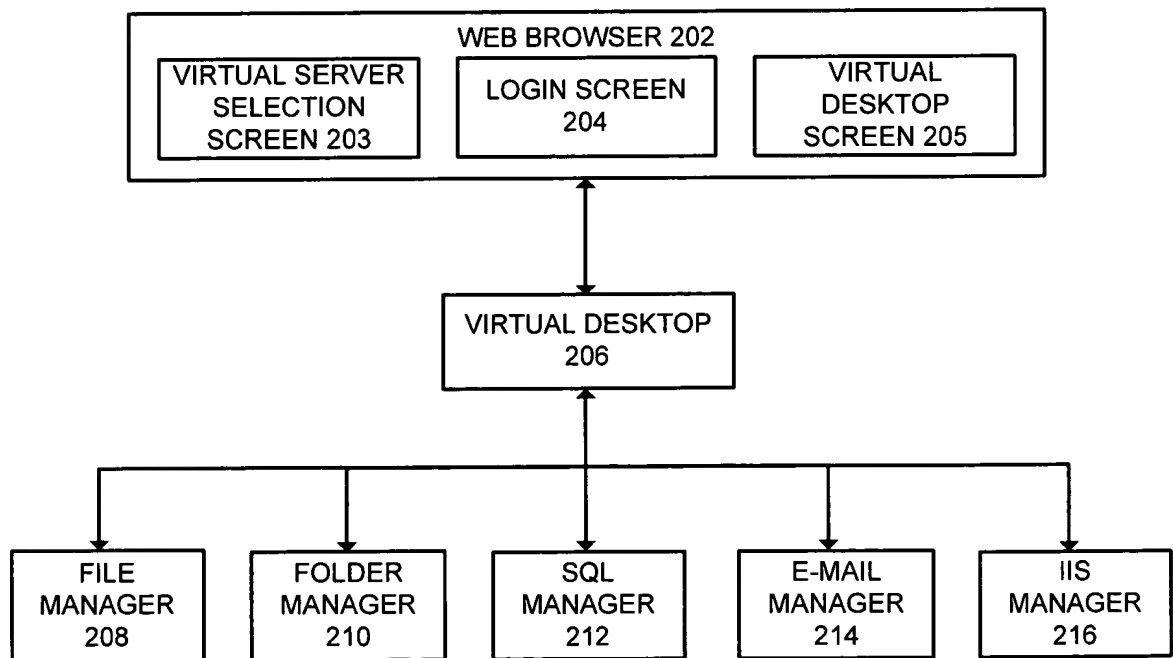 WEB BROWSER 202
VIRTUAL SERVER
SELECTION
SCREEN 203
LOGIN SCREEN
204
VIRTUAL
DESKTOP
SCREEN 205
VIRTUAL DESKTOP
206
FILE
MANAGER
208
FOLDER
MANAGER
210
SQL
MANAGER
212
E-MAIL
MANAGER
214
IIS
MANAGER
216